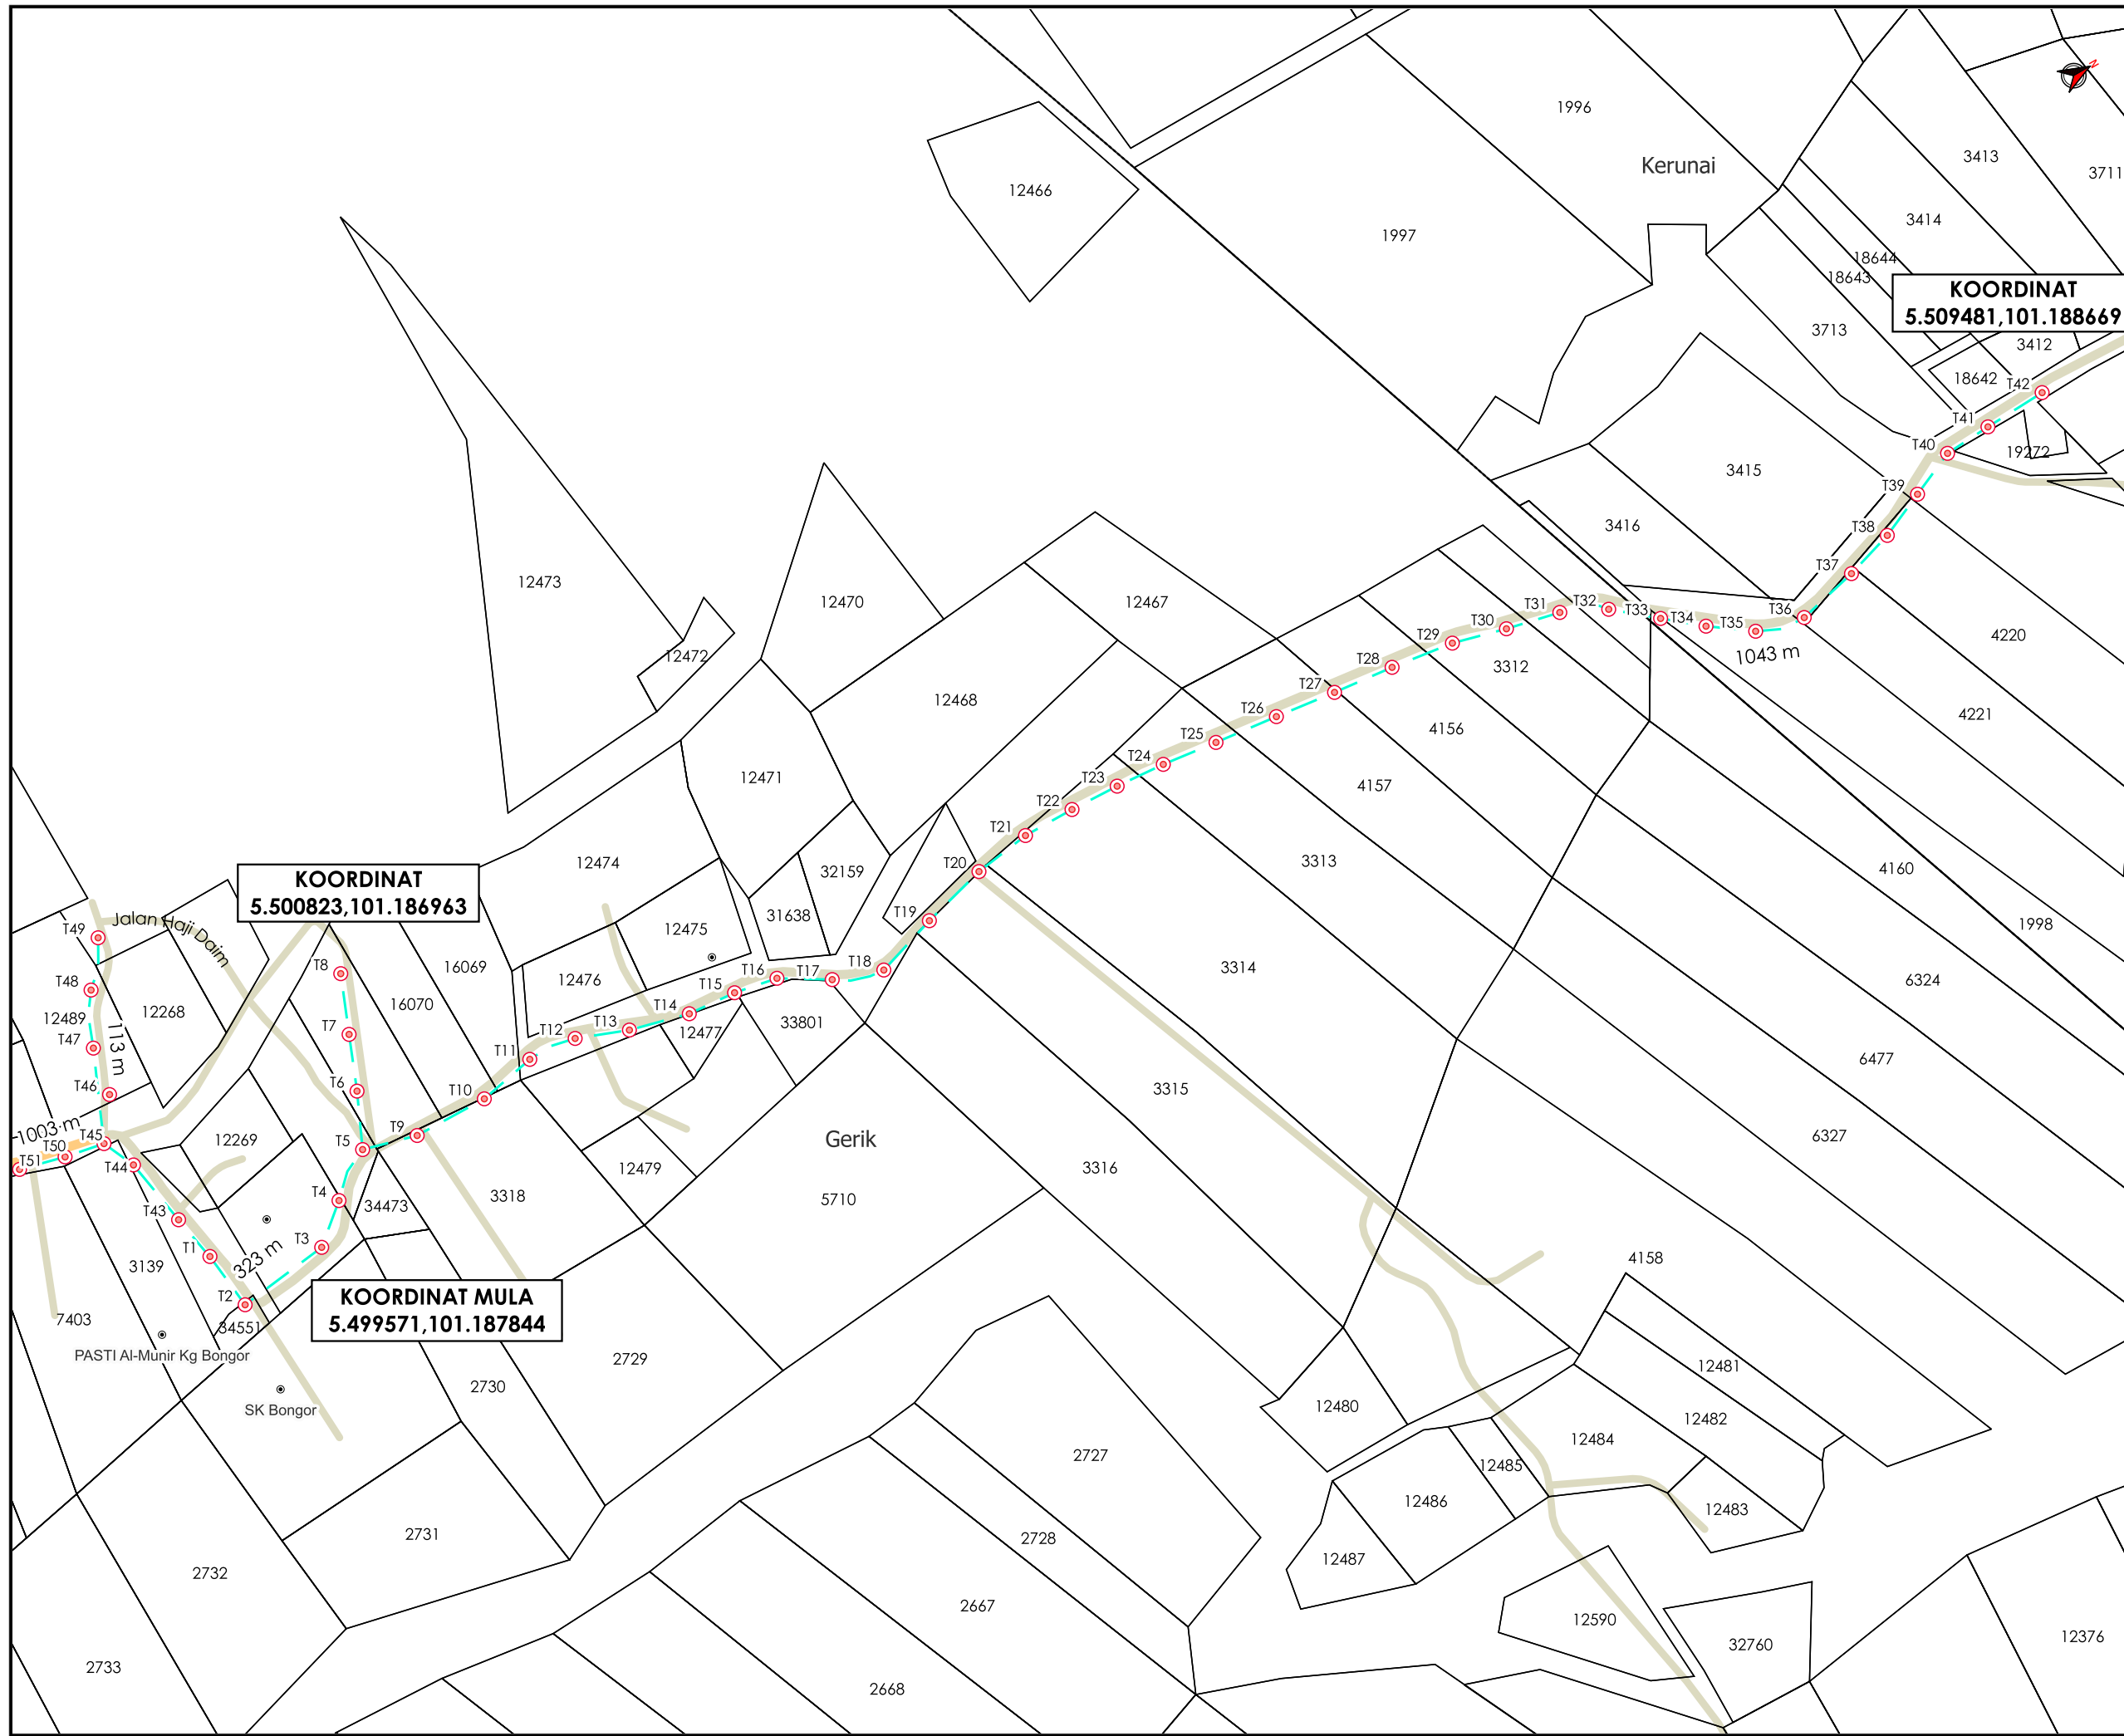 N
1996
3413
3711
Kerunai
12466
3414
1997
18644
18643
KOORDINAT
5.509481,101.188669
3713
3412
18642
T42
T41
T40
19272
3415
T39
3416
T38
T37
12473
12470
12467
T32
T31
T33
T34
T35
T36
T30
T29
4220
12472
1043 m
T28
3312
T27
12468
T26
4221
4156
T25
T24
12471
T23
4157
T22
T21
12474
3313
T20
32159
4160
KOORDINAT
5.500823,101.186963
Jalan Haji Daim
T49
T19
31638
12475
1998
T8
16069
T18
3314
T17
T16
T48
12476
T15
6324
16070
12268
12489
T14
T7
T13
T12
12477
33801
T47
1113 m
T11
6477
T46
T6
T10
3315
1003 m
T45
T50
T51
12269
T5
T9
Gerik
6327
T44
12479
3316
T4
3318
5710
34473
T43
T3
T1
323 m
4158
3139
T2
KOORDINAT MULA
5.499571,101.187844
7403
34551
PASTI Al-Munir Kg Bongor
2729
12481
2730
SK Bongor
12480
12482
12484
2727
12485
12486
12483
2731
2728
12487
2732
2667
12590
32760
12376
2733
2668